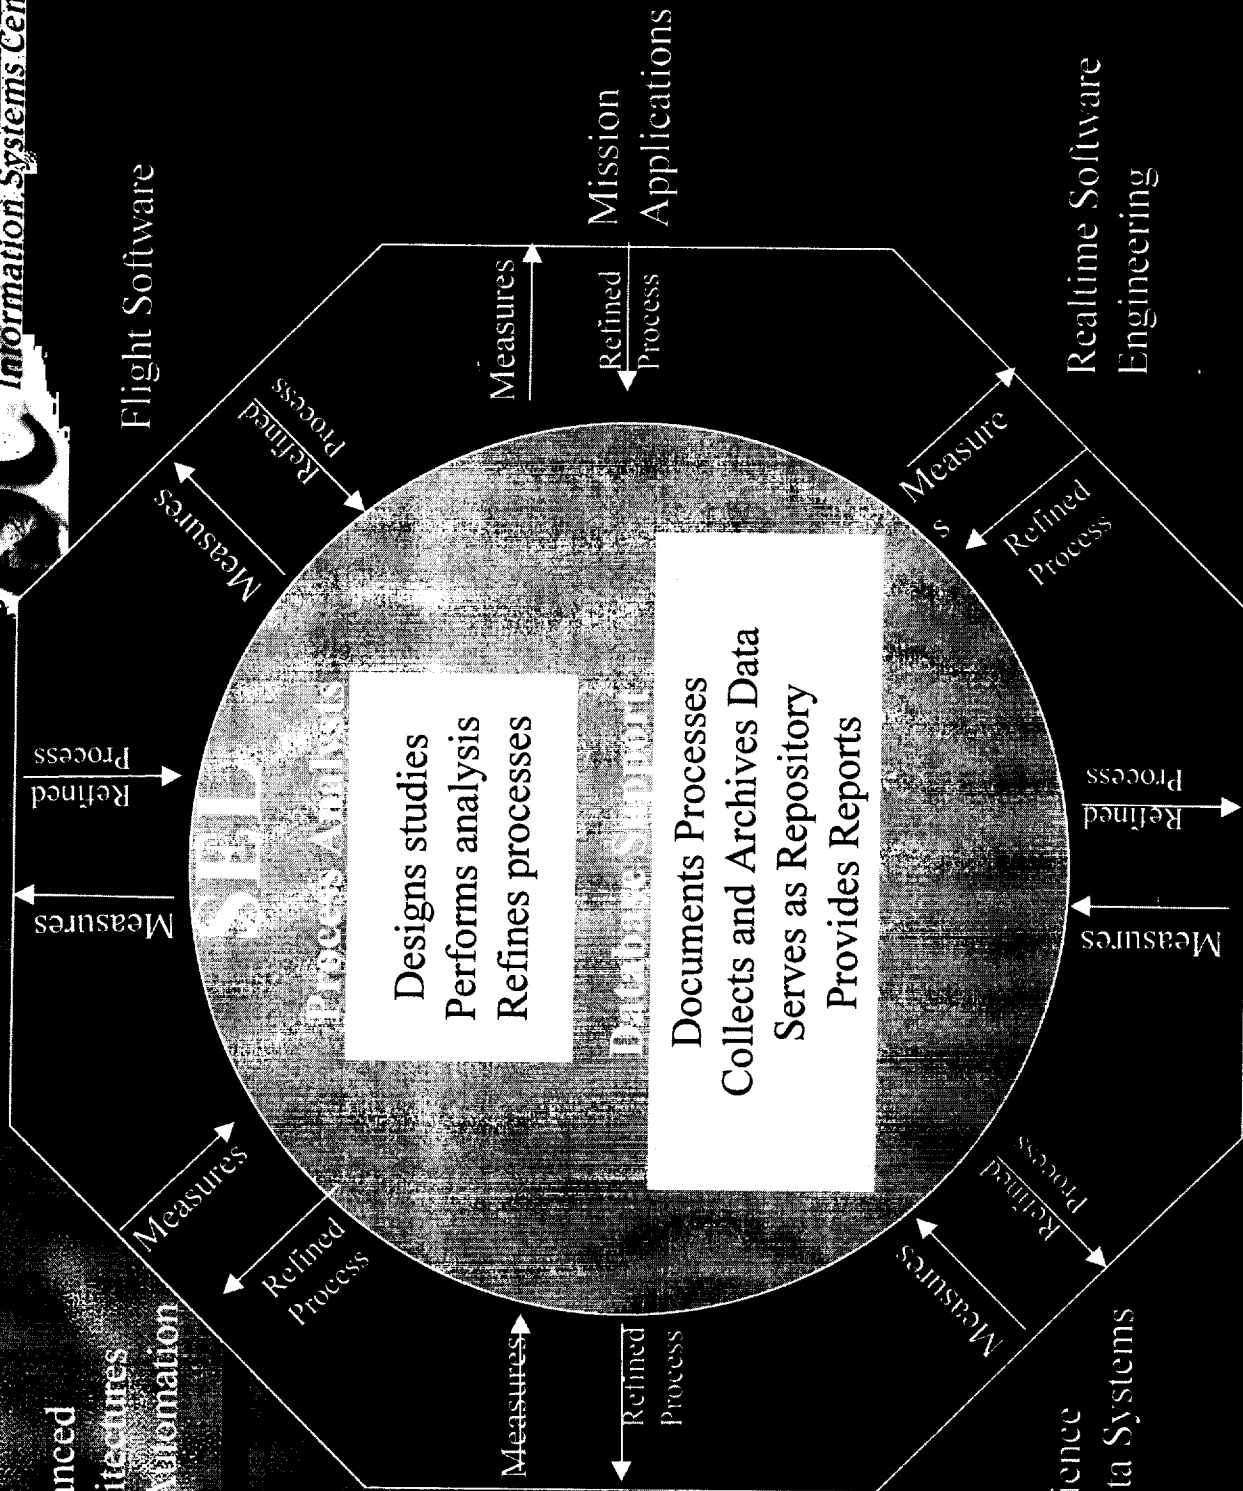 Information Systems Cen
Flight Software
Mission
Applications
Realtime Software
Engineering
anced
itectures
Automation
ience
ta Systems
SEL
Process Analysts
Designs studies
Performs analysis
Refines processes
Database Support
Documents Processes
Collects and Archives Data
Serves as Repository
Provides Reports
Measures
Refined
Process
Measures
Refined
Process
Measures
Refined
Process
Measure
s
Refined
Process
Measures
Refined
Process
Measures
Refined
Process
Measures
Refined
Process
Measures
Refined
Process